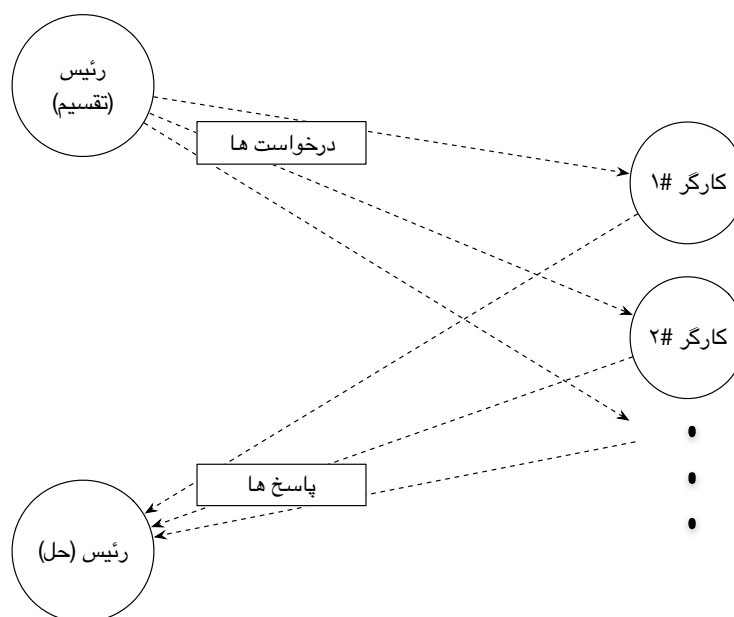 رئیس
(تقسیم)
درخواست ها
کارگر #۱
کارگر #۲
پاسخ ها
رئیس (حل)